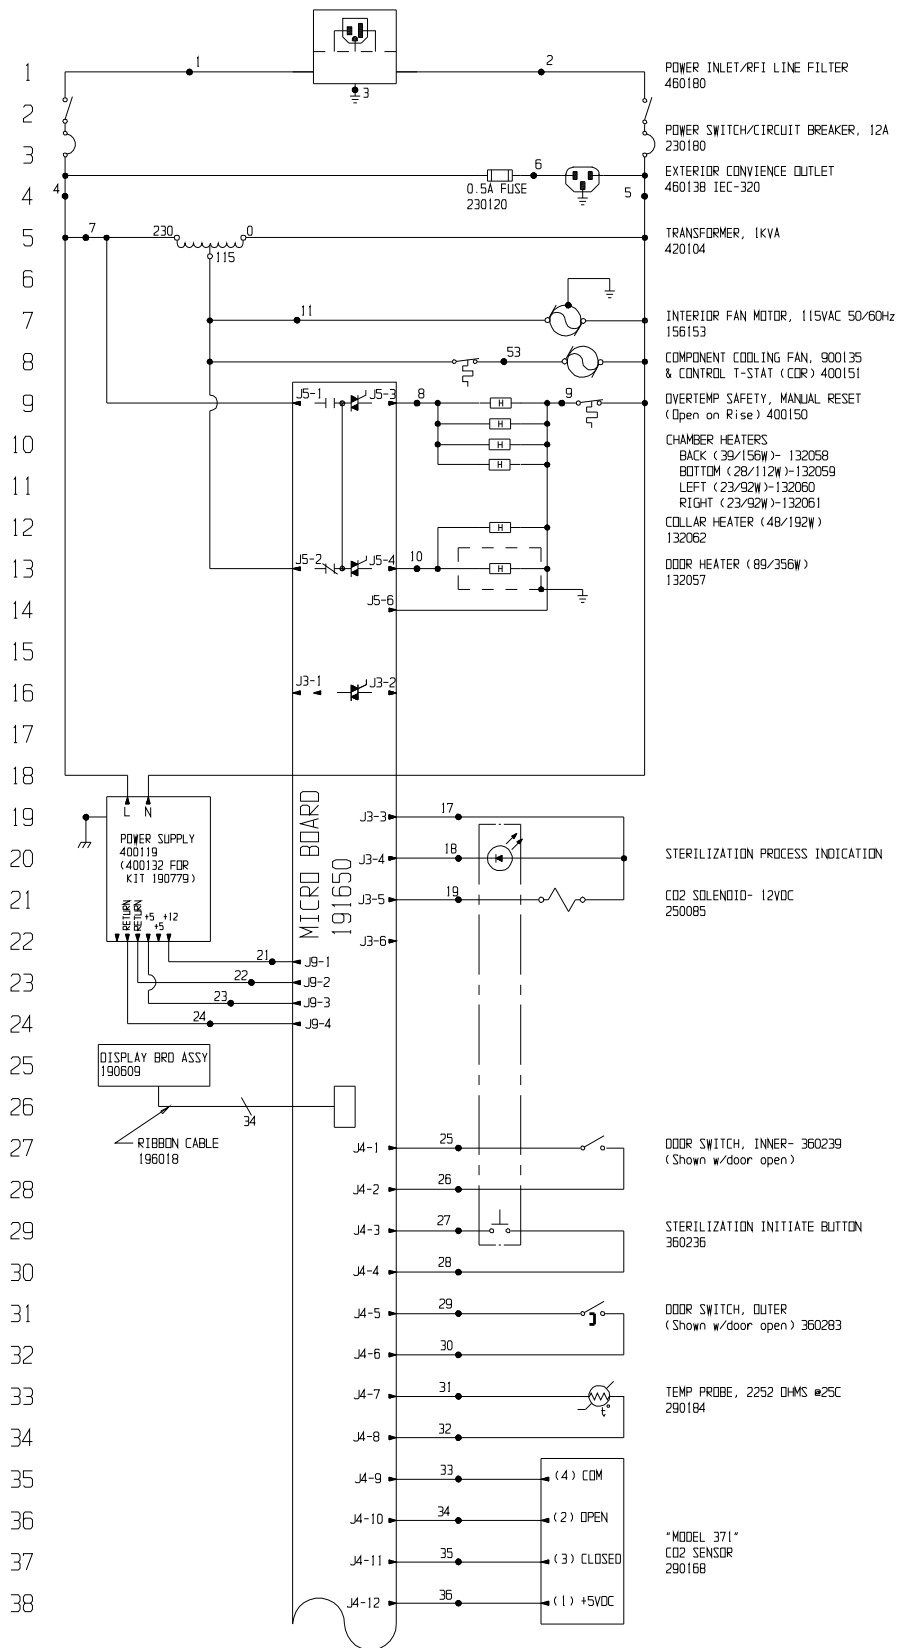 1
1
2
POWER INLET/RFI LINE FILTER
460180
3
2
POWER SWITCH/CIRCUIT BREAKER, 12A
230180
3
6
EXTERIOR CONVIENCE OUTLET
460138 IEC-320
4
4
0.5A FUSE
230120
5
5
7
230
0
TRANSFORMER, 1KVA
420104
115
6
7
11
INTERIOR FAN MOTOR, 115VAC 50/60Hz
156153
8
53
COMPONENT COOLING FAN, 900135
& CONTROL T-STAT (COR) 400151
9
J5-1
J5-3
8
H
9
OVERTEMP SAFETY, MANUAL RESET
(Open on Rise) 400150
H
10
H
CHAMBER HEATERS
BACK (39/156W)- 132058
H
BOTTOM (28/112W)-132059
11
LEFT (23/92W)-132060
RIGHT (23/92W)-132061
12
H
COLLAR HEATER (48/192W)
132062
13
J5-2
J5-4
10
H
DOOR HEATER (89/356W)
132057
14
J5-6
15
16
J3-1
J3-2
17
18
19
L N
MICRO BOARD
191650
J3-3
17
POWER SUPPLY
400119
(400132 FOR
KIT 190779)
20
J3-4
18
STERILIZATION PROCESS INDICATION
21
J3-5
19
CO2 SOLENOID- 12VDC
250085
RETURN
RETURN
+5
+5
+12
22
J3-6
21
J9-1
23
22
J9-2
23
J9-3
24
24
J9-4
25
DISPLAY BRD ASSY
190609
26
34
RIBBON CABLE
196018
27
J4-1
25
DOOR SWITCH, INNER- 360239
(Shown w/door open)
28
J4-2
26
29
J4-3
27
STERILIZATION INITIATE BUTTON
360236
30
J4-4
28
31
J4-5
29
DOOR SWITCH, OUTER
(Shown w/door open) 360283
32
J4-6
30
33
J4-7
31
t°
TEMP PROBE, 2252 OHMS @25C
290184
34
J4-8
32
35
J4-9
33
(4) COM
36
J4-10
34
(2) OPEN
"MODEL 371"
CO2 SENSOR
290168
37
J4-11
35
(3) CLOSED
38
J4-12
36
(1) +5VDC